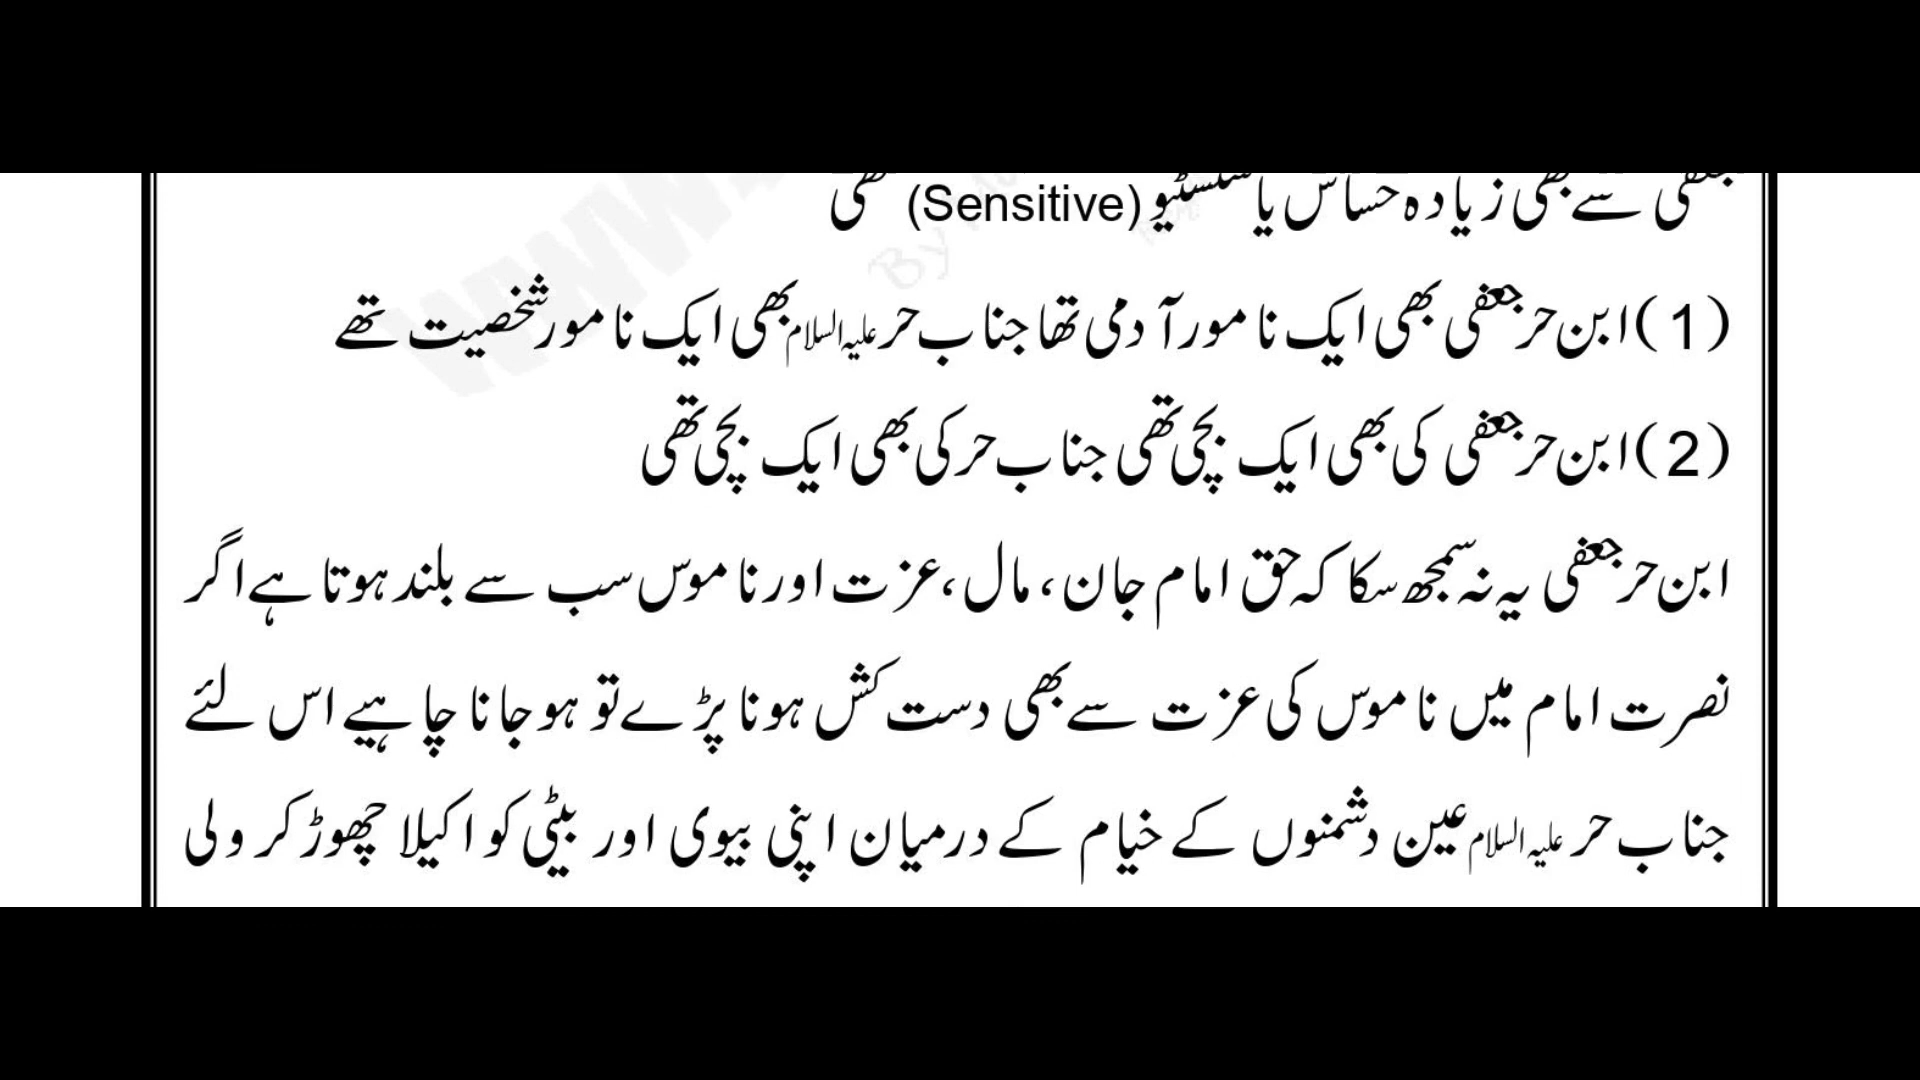 جعفی سے بھی زیادہ حساس یا سنسٹیو (Sensitive) تھی
(1) ابن حر جعفی بھی ایک نامور آدمی تھا جناب حر علیہ السلام بھی ایک نامور شخصیت تھے
(2) ابن حر جعفی کی بھی ایک بچی تھی جناب حر کی بھی ایک بچی تھی
ابن حر جعفی یہ نہ سمجھ سکا کہ حق امام جان، مال، عزت اور ناموس سب سے بلند ہوتا ہے اگر
نصرت امام میں ناموس کی عزت سے بھی دست کش ہونا پڑے تو ہو جانا چاہیے اس لئے
جناب حر علیہ السلام عین دشمنوں کے خیام کے درمیان اپنی بیوی اور بیٹی کو اکیلا چھوڑ کر ولی